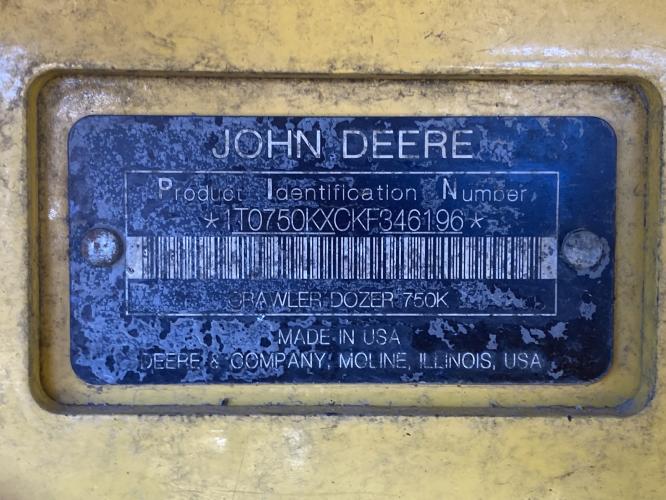 JOHN DEERE
Product Identification Number
*1T0750KXCKF346196*
CRAWLER DOZER 750K
MADE IN USA
DEERE & COMPANY, MOLINE, ILLINOIS, USA